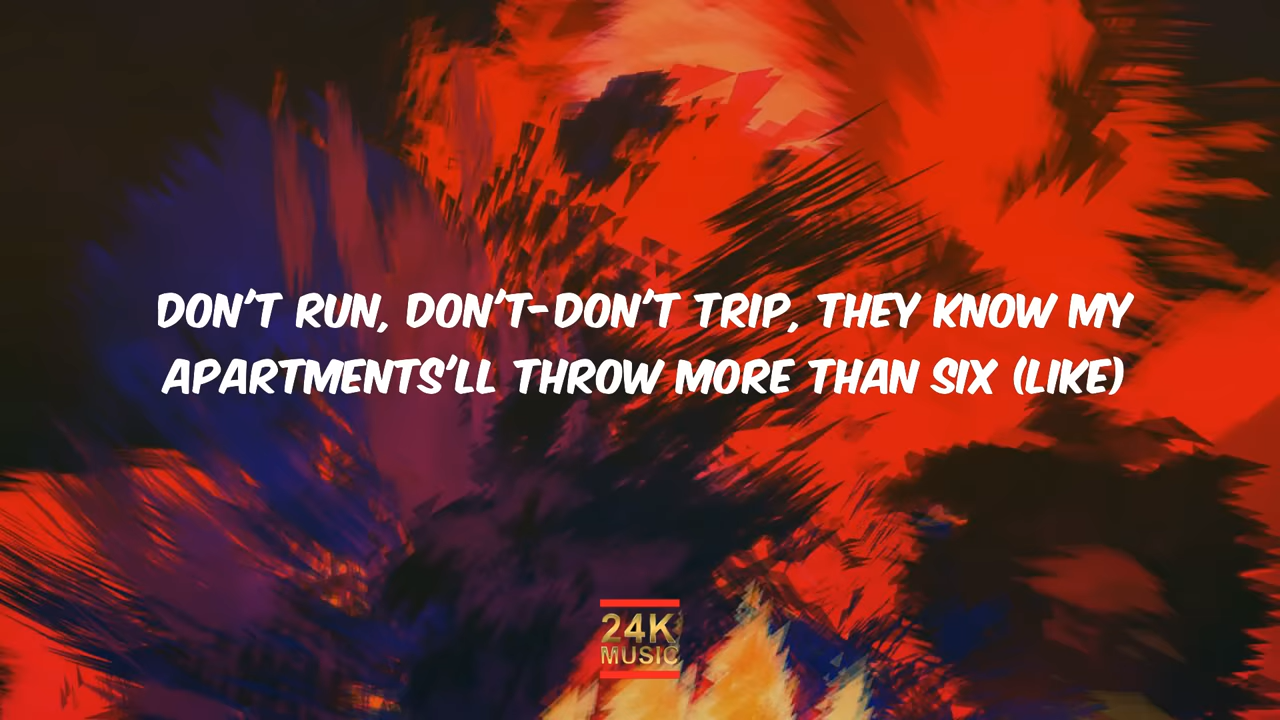 DON'T RUN, DON'T-DON'T TRIP, THEY KNOW MY
APARTMENTS'LL THROW MORE THAN SIX (LIKE)
24K
MUSIC